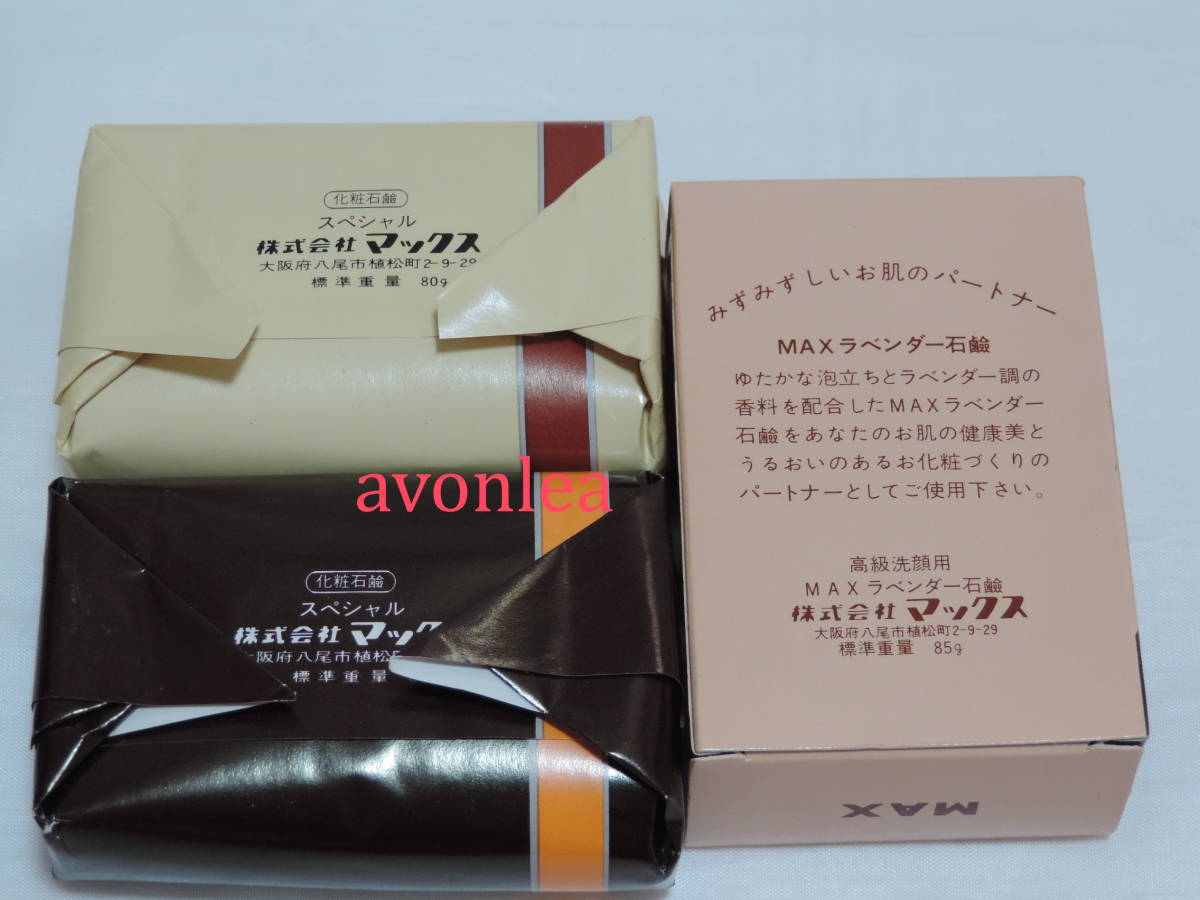 化粧石鹸
スペシャル
株式会社 マックス
大阪府八尾市植松町2-9-29
標準重量 80g
avonlea
化粧石鹸
スペシャル
株式会社 マック
大阪府八尾市植松
標準重量
みずみずしいお肌のパートナー
MAXラベンダー石鹸
ゆたかな泡立ちとラベンダー調の
香料を配合したMAXラベンダー
石鹸をあなたのお肌の健康美と
うるおいのあるお化粧づくりの
パートナーとしてご使用下さい。
高級洗顔用
MAXラベンダー石鹸
株式会社 マックス
大阪府八尾市植松町2-9-29
標準重量 85g
MAX